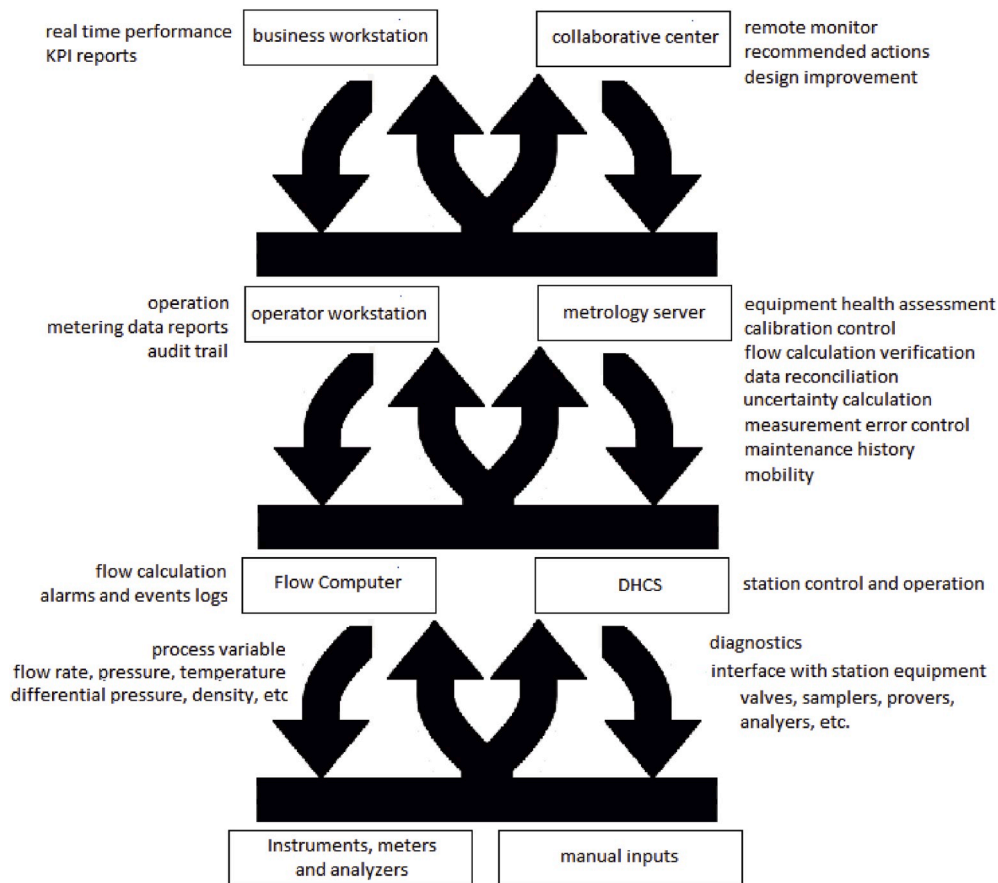 real time performance
KPI reports
business workstation
collaborative center
remote monitor
recommended actions
design improvement
operation
metering data reports
audit trail
operator workstation
metrology server
equipment health assessment
calibration control
flow calculation verification
data reconciliation
uncertainty calculation
measurement error control
maintenance history
mobility
flow calculation
alarms and events logs
Flow Computer
DHCS
station control and operation
process variable
flow rate, pressure, temperature
differential pressure, density, etc
diagnostics
interface with station equipment
valves, samplers, provers,
analyers, etc.
Instruments, meters
and analyzers
manual inputs